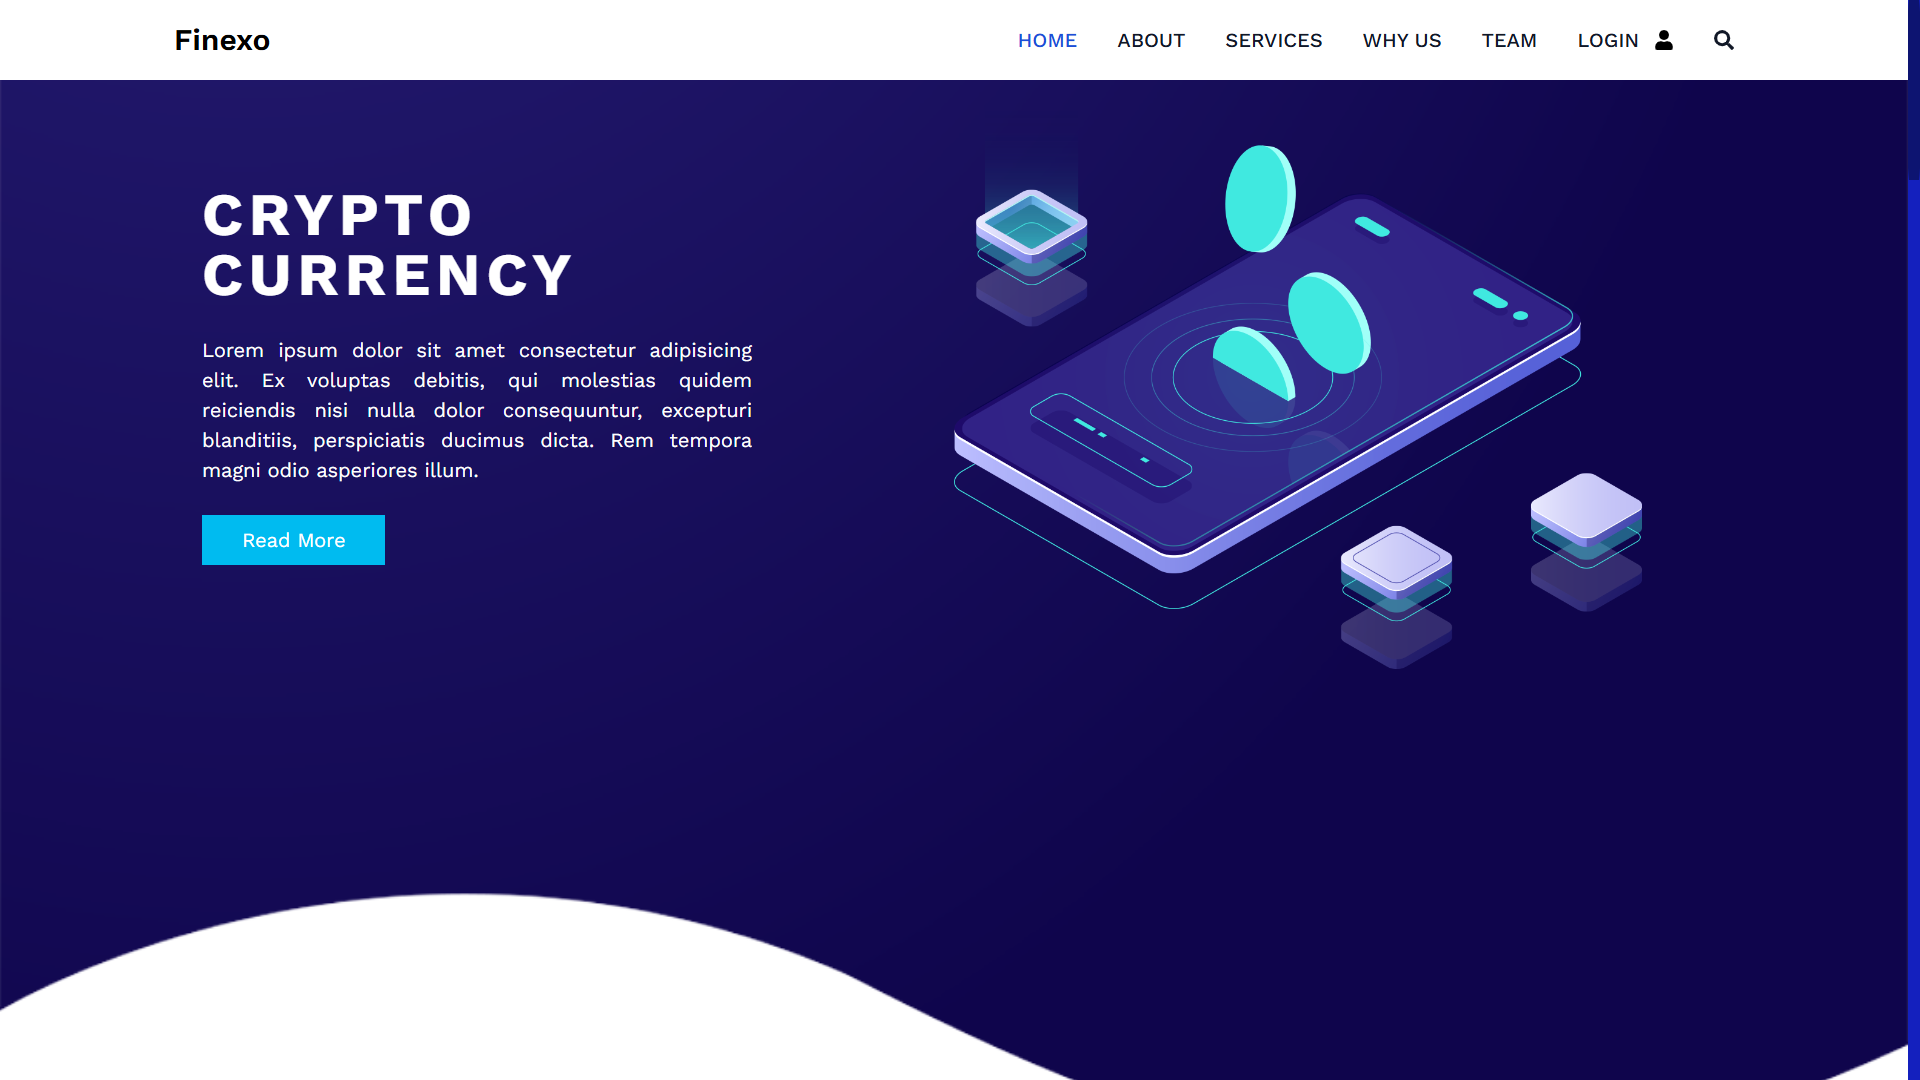 Finexo
HOME ABOUT SERVICES WHY US TEAM LOGIN
CRYPTO
CURRENCY
Lorem ipsum dolor sit amet consectetur adipisicing
elit. Ex voluptas debitis, qui molestias quidem
reiciendis nisi nulla dolor consequuntur, excepturi
blanditiis, perspiciatis ducimus dicta. Rem tempora
magni odio asperiores illum.
Read More